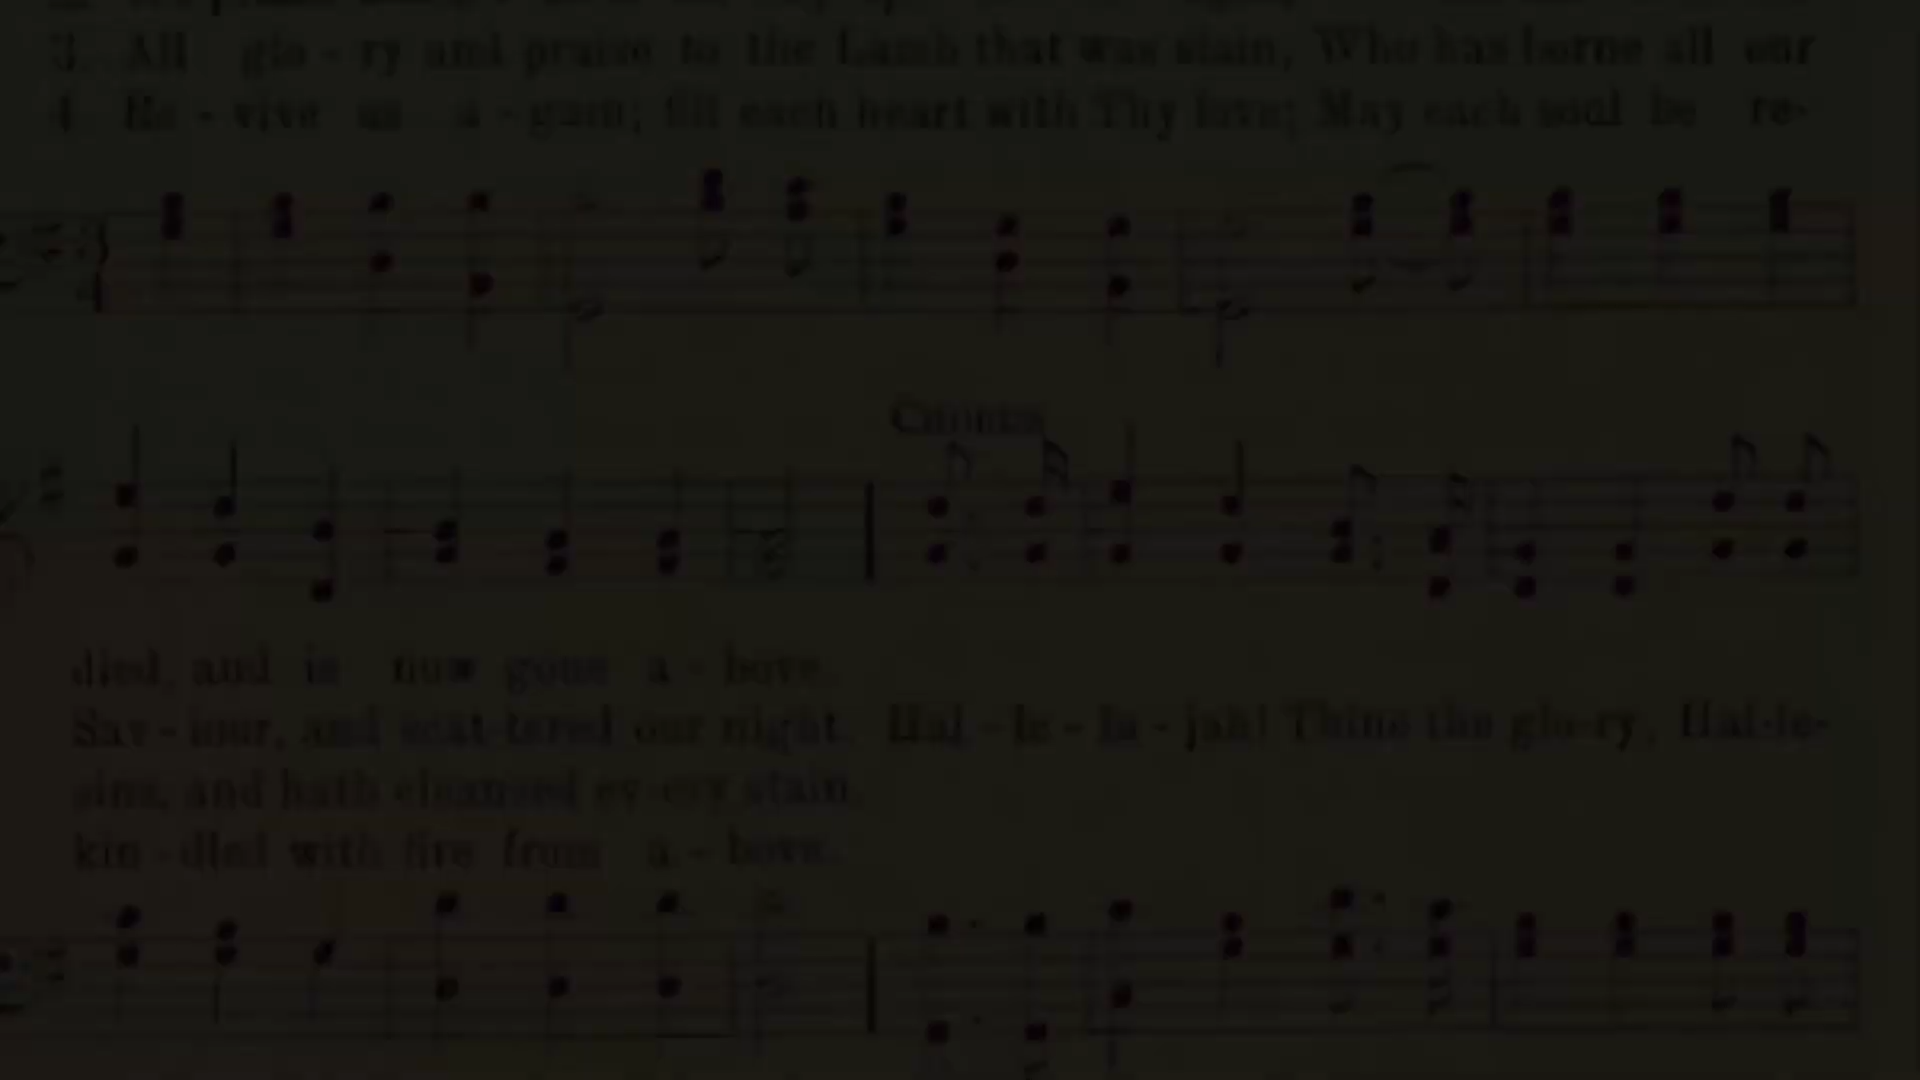 3 All glo - ry and praise to the Lamb that was slain, Who has borne all our
4 Re - vive us a - gain; fill each heart with Thy love; May each soul be re-
CHORUS
died, and is now gone a - bove.
Sav - iour, and scat-tered our night. Hal - le - lu - jah! Thine the glo-ry, Hal-le-
sins, and hath cleansed ev-ery stain.
kin - dled with fire from a - bove.